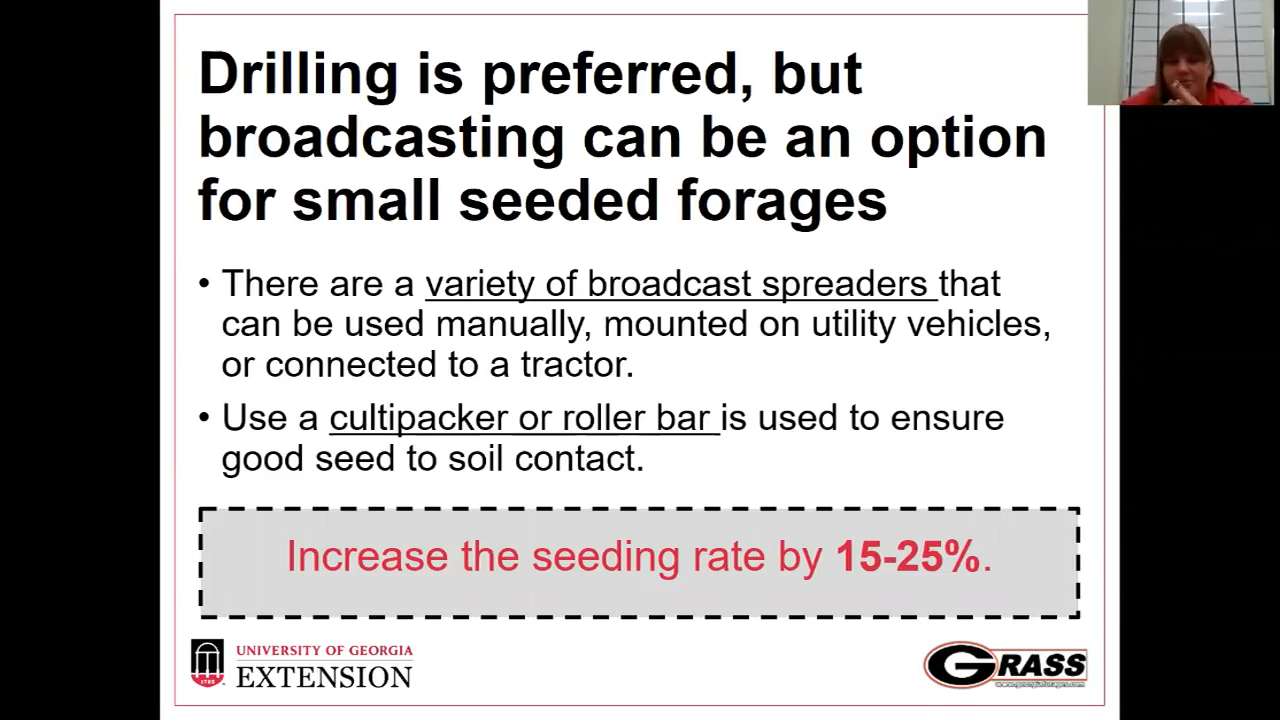 Drilling is preferred, but
broadcasting can be an option
for small seeded forages
• There are a variety of broadcast spreaders that
can be used manually, mounted on utility vehicles,
or connected to a tractor.
• Use a cultipacker or roller bar is used to ensure
good seed to soil contact.
Increase the seeding rate by 15-25%.
UNIVERSITY OF GEORGIA
EXTENSION
GRASS